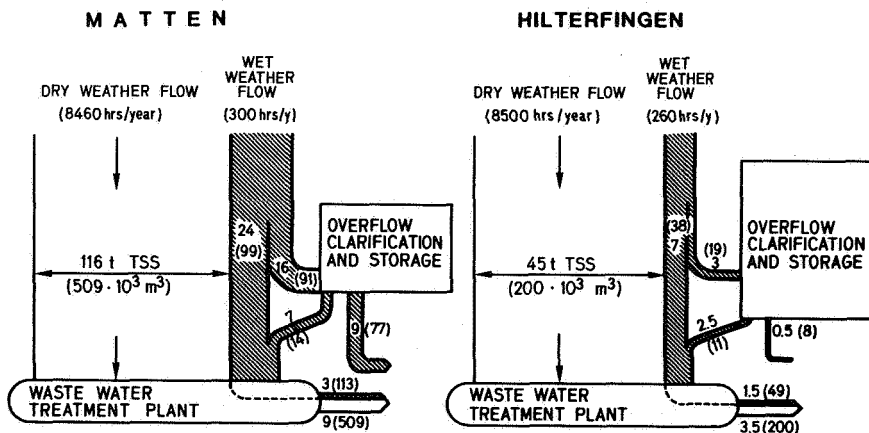 MATTEN
DRY WEATHER FLOW
(8460 hrs/year)
WET
WEATHER
FLOW
(300 hrs/y)
24
(99)
16
(91)
OVERFLOW
CLARIFICATION
AND STORAGE
116 t TSS
(509 · 10³ m³)
7
(14)
9 (77)
WASTE WATER
TREATMENT PLANT
3 (113)
9 (509)
HILTERFINGEN
DRY WEATHER FLOW
(8500 hrs/year)
WET
WEATHER
FLOW
(260 hrs/y)
(38)
7
(19)
3
OVERFLOW
CLARIFICATION
AND STORAGE
45 t TSS
(200 · 10³ m³)
2.5
(11)
0.5 (8)
WASTE WATER
TREATMENT PLANT
1.5 (49)
3.5 (200)